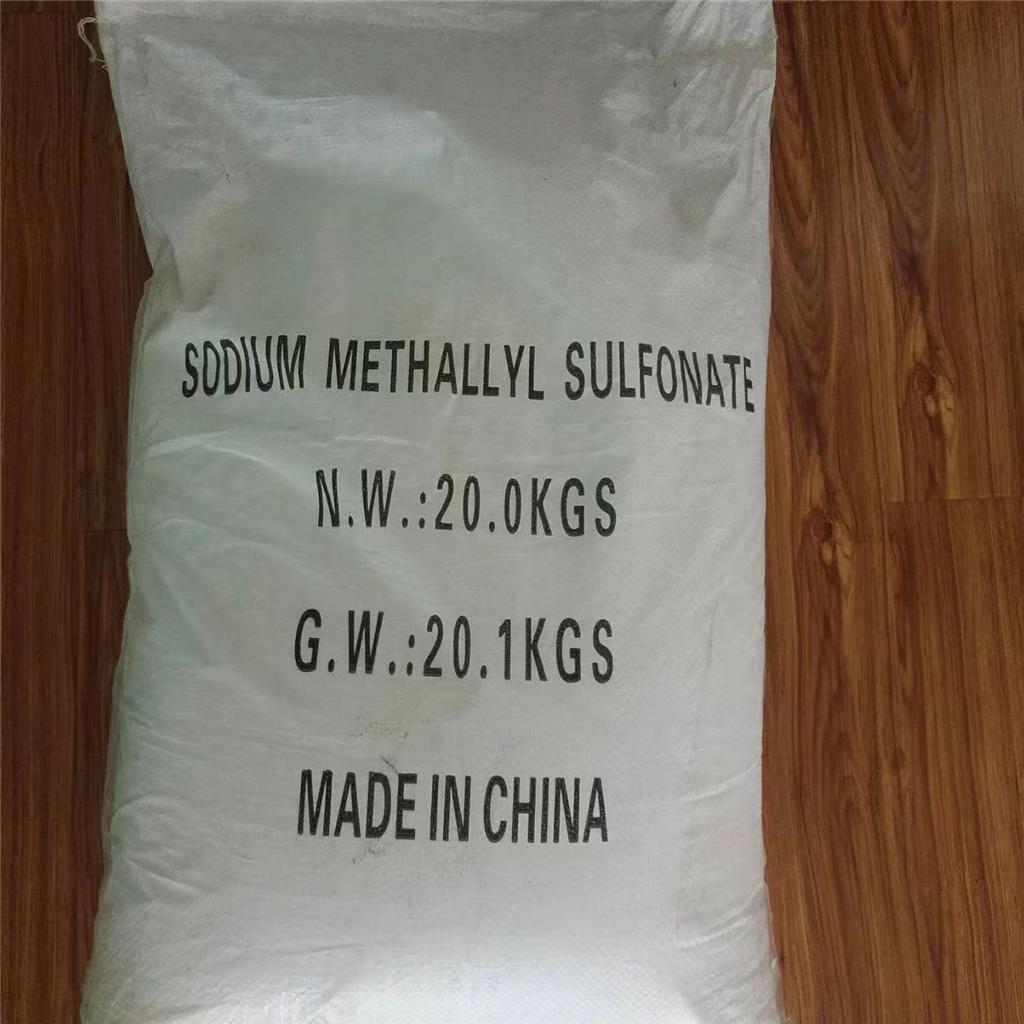 SODIUM METHALLYL SULFONATE
N.W.:20.0KGS
G.W.:20.1KGS
MADE IN CHINA